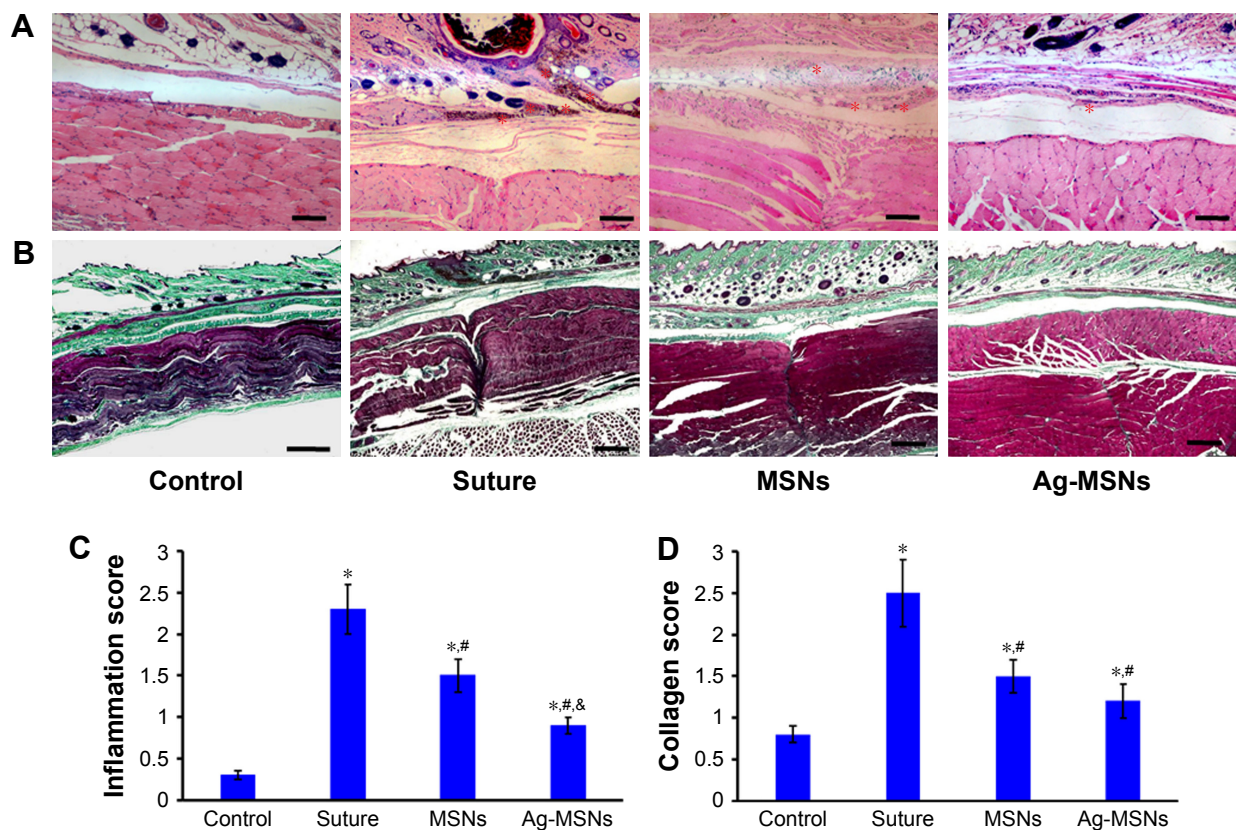 A
B
Control Suture MSNs Ag-MSNs
C
Inflammation score
3
2.5
2
1.5
1
0.5
0
*
*,#
*,#,&
Control Suture MSNs Ag-MSNs
D
Collagen score
3
2.5
2
1.5
1
0.5
0
*
*,#
*,#
Control Suture MSNs Ag-MSNs